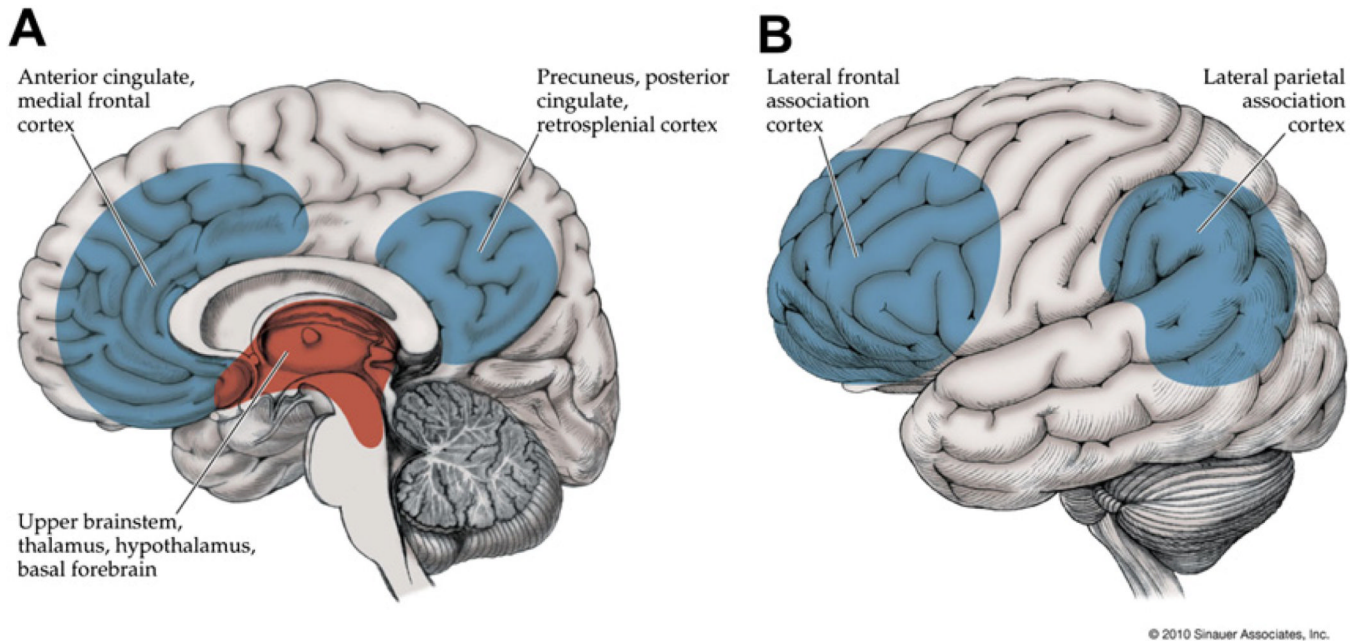 A
Anterior cingulate,
medial frontal
cortex
Precuneus, posterior
cingulate,
retrosplenial cortex
Upper brainstem,
thalamus, hypothalamus,
basal forebrain
B
Lateral frontal
association
cortex
Lateral parietal
association
cortex
© 2010 Sinauer Associates, Inc.